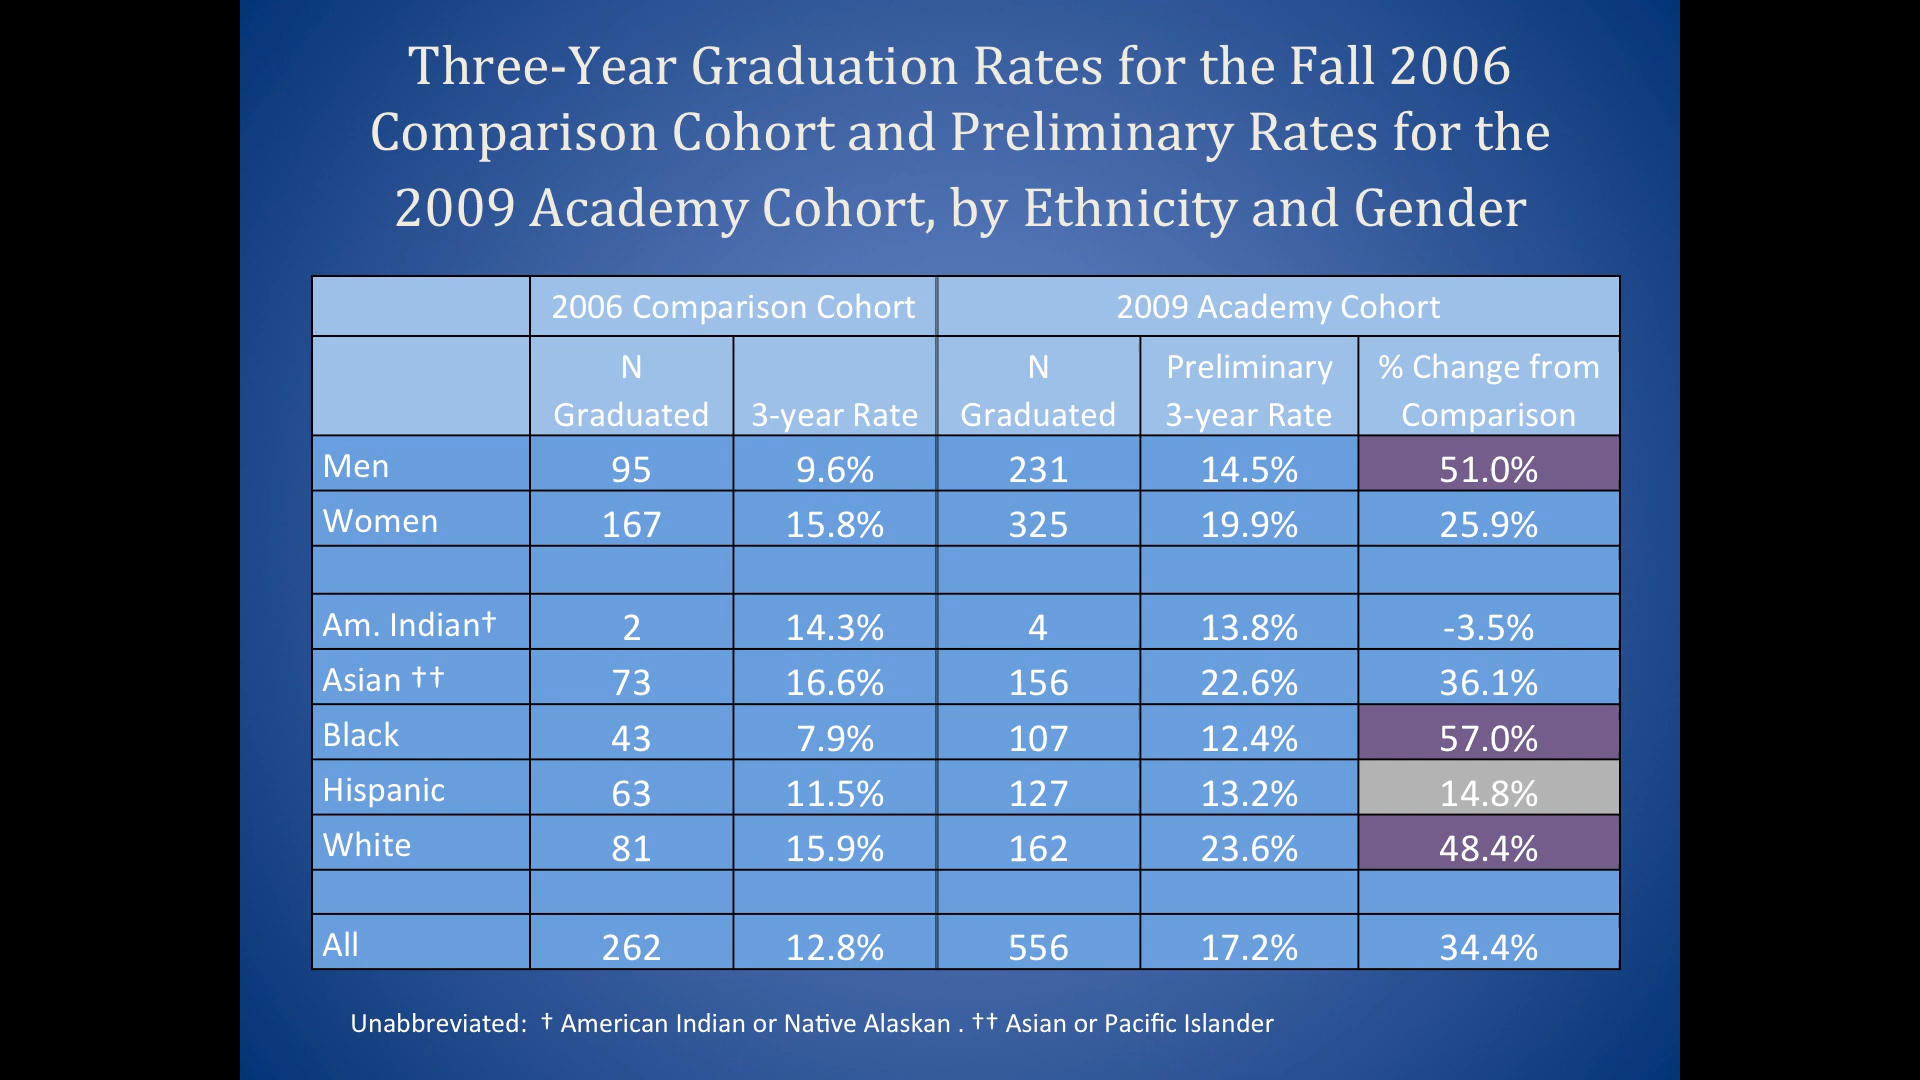 Three-Year Graduation Rates for the Fall 2006
Comparison Cohort and Preliminary Rates for the
2009 Academy Cohort, by Ethnicity and Gender
2006 Comparison Cohort 2009 Academy Cohort
N Graduated 3-year Rate N Graduated Preliminary 3-year Rate % Change from Comparison
Men 95 9.6% 231 14.5% 51.0%
Women 167 15.8% 325 19.9% 25.9%
Am. Indian† 2 14.3% 4 13.8% -3.5%
Asian †† 73 16.6% 156 22.6% 36.1%
Black 43 7.9% 107 12.4% 57.0%
Hispanic 63 11.5% 127 13.2% 14.8%
White 81 15.9% 162 23.6% 48.4%
All 262 12.8% 556 17.2% 34.4%
Unabbreviated: † American Indian or Native Alaskan . †† Asian or Pacific Islander